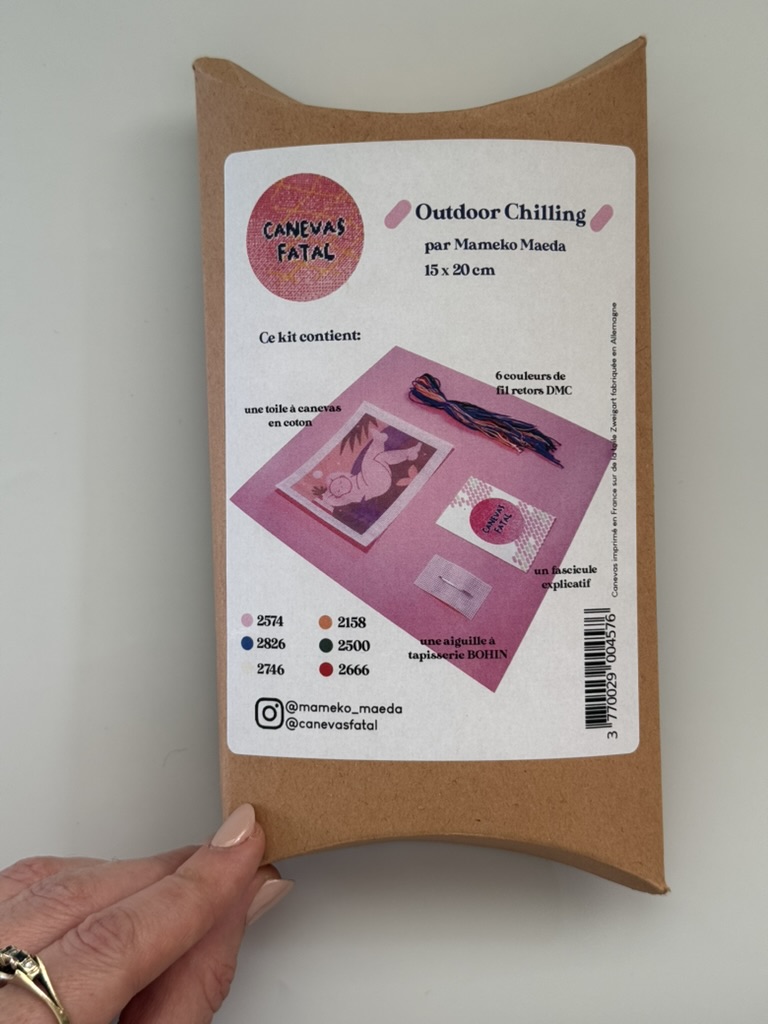 CANEVAS
FATAL
Outdoor Chilling
par Mameko Maeda
15 x 20 cm
Ce kit contient:
6 couleurs de
fil retors DMC
une toile à canevas
en coton
CANEVAS
FATAL
un fascicule
explicatif
une aiguille à
tapisserie BOHIN
2574
2158
2826
2500
2746
2666
@mameko_maeda
@canevasfatal
Canevas imprimé en France sur de la toile Zweigart fabriquée en Allemagne
3 770029 004576